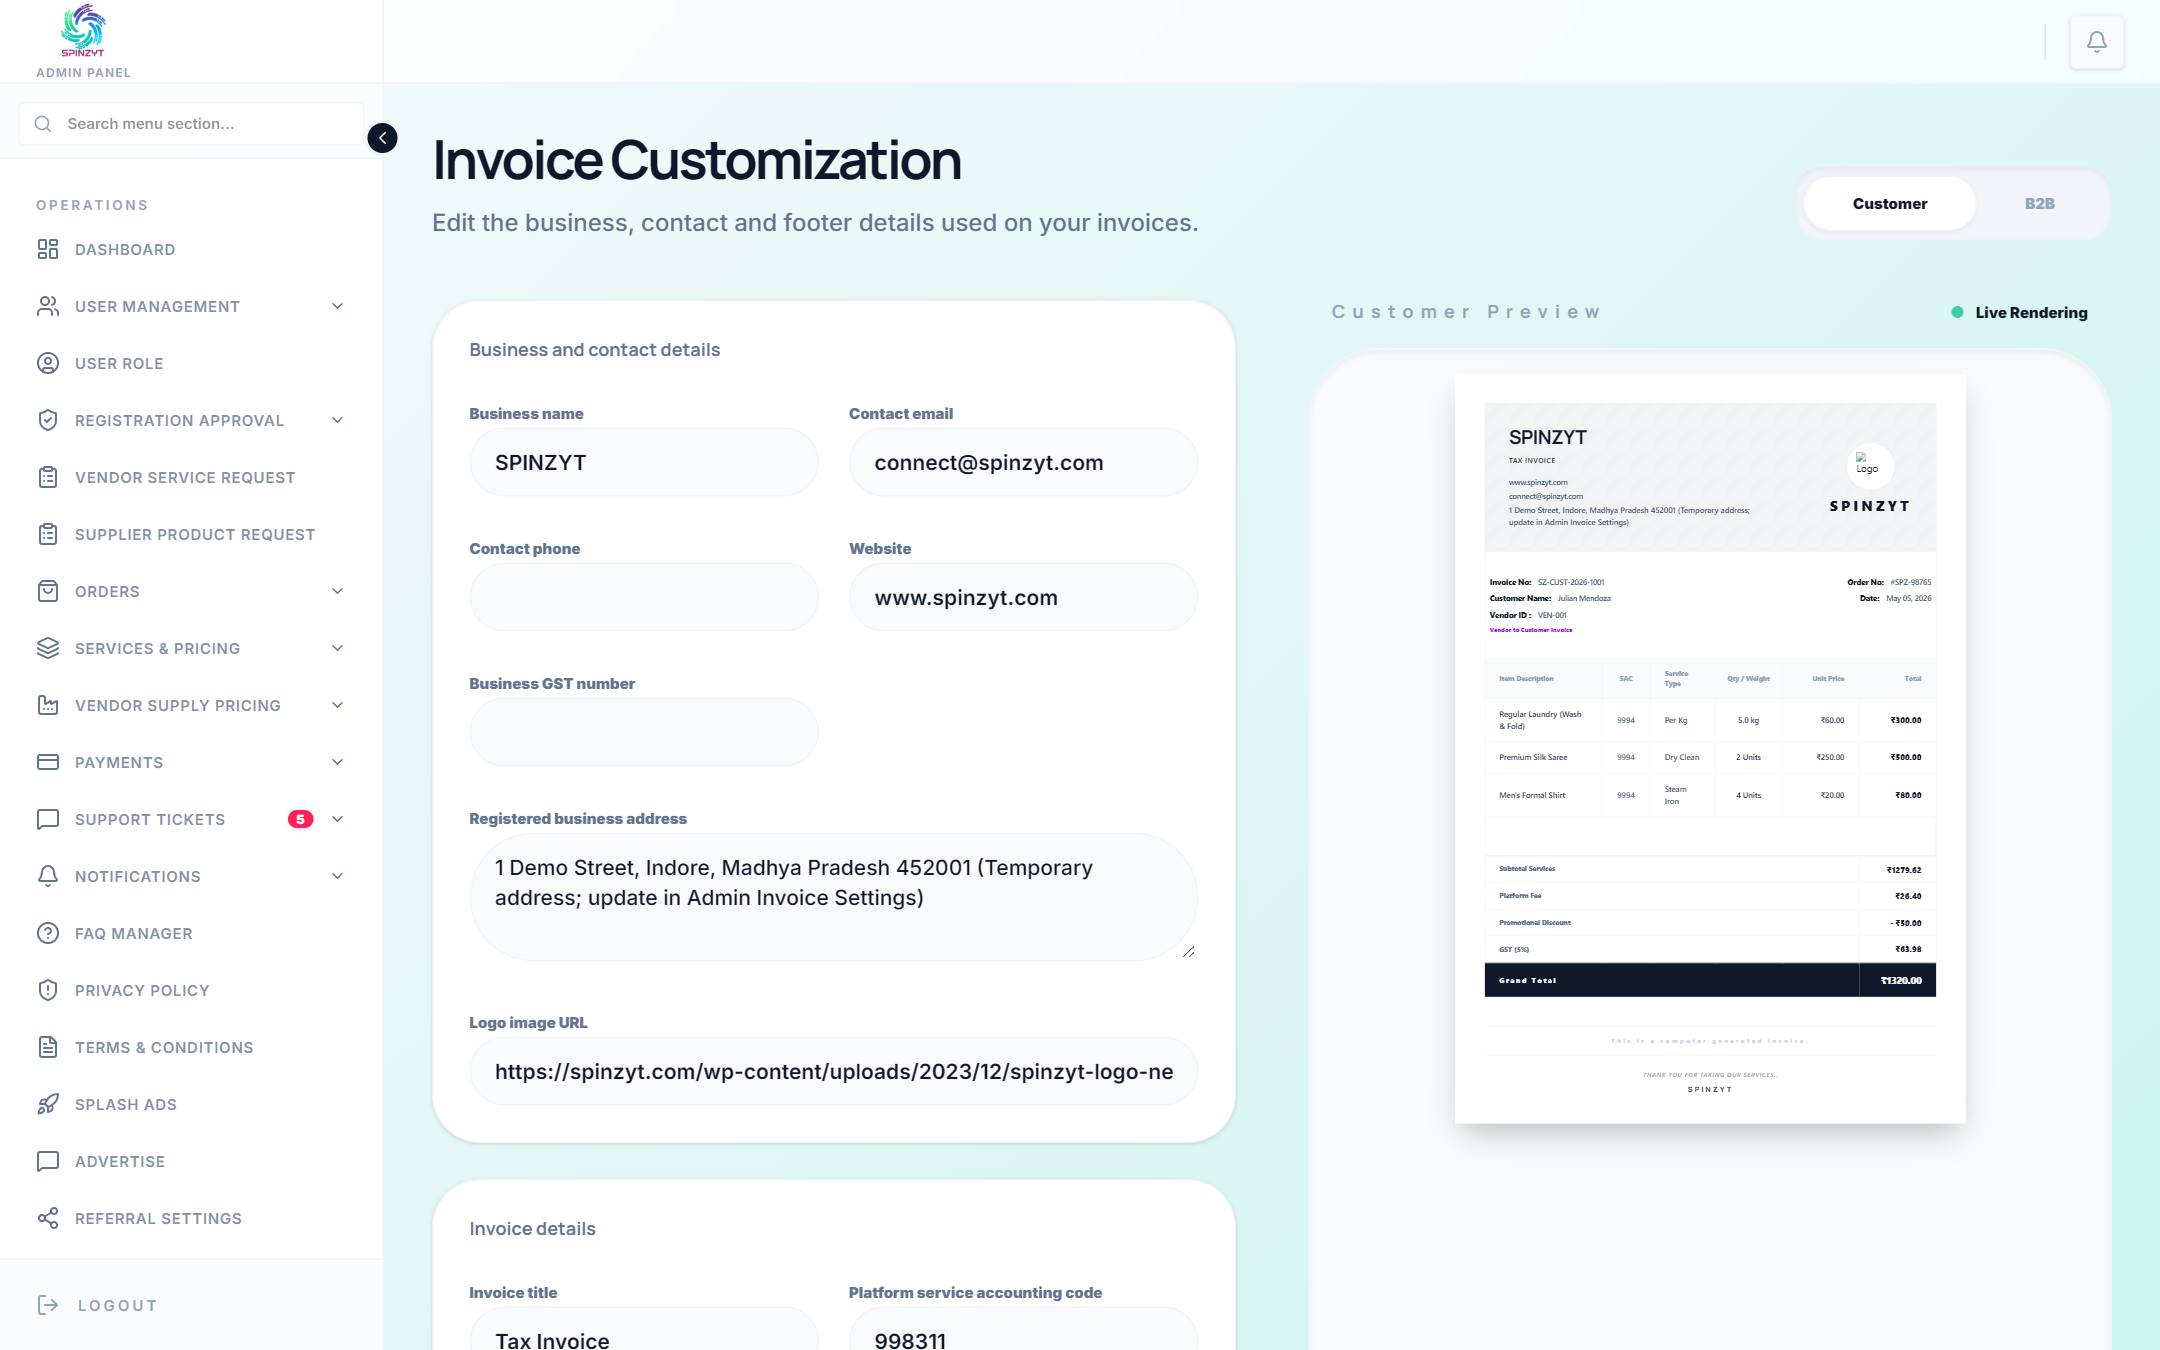 SPINZYT
ADMIN PANEL
Search menu section...
OPERATIONS
DASHBOARD
USER MANAGEMENT
USER ROLE
REGISTRATION APPROVAL
VENDOR SERVICE REQUEST
SUPPLIER PRODUCT REQUEST
ORDERS
SERVICES & PRICING
VENDOR SUPPLY PRICING
PAYMENTS
SUPPORT TICKETS 5
NOTIFICATIONS
FAQ MANAGER
PRIVACY POLICY
TERMS & CONDITIONS
SPLASH ADS
ADVERTISE
REFERRAL SETTINGS
LOGOUT
Invoice Customization
Edit the business, contact and footer details used on your invoices.
Customer B2B
Business and contact details
Business name Contact email
SPINZYT connect@spinzyt.com
Contact phone Website
www.spinzyt.com
Business GST number
Registered business address
1 Demo Street, Indore, Madhya Pradesh 452001 (Temporary
address; update in Admin Invoice Settings)
Logo image URL
https://spinzyt.com/wp-content/uploads/2023/12/spinzyt-logo-ne
Invoice details
Invoice title Platform service accounting code
Tax Invoice 998311
Customer Preview Live Rendering
SPINZYT
TAX INVOICE
www.spinzyt.com
connect@spinzyt.com
1 Demo Street, Indore, Madhya Pradesh 452001 (Temporary address;
update in Admin Invoice Settings)
Logo
SPINZYT
Invoice No: SZ-CUST-2026-1001 Order No: #SPZ-98765
Customer Name: Julian Mendoza Date: May 05, 2026
Vendor ID : VEN-001
Vendor to Customer Invoice
Item Description SAC Service Type Qty / Weight Unit Price Total
Regular Laundry (Wash & Fold) 9994 Per Kg 5.0 kg ₹60.00 ₹300.00
Premium Silk Saree 9994 Dry Clean 2 Units ₹250.00 ₹500.00
Men's Formal Shirt 9994 Steam Iron 4 Units ₹20.00 ₹80.00
Subtotal Services ₹1279.62
Platform Fee ₹26.40
Promotional Discount - ₹50.00
GST (5%) ₹63.98
Grand Total ₹1320.00
This is a computer generated invoice.
THANK YOU FOR TAKING OUR SERVICES..
SPINZYT